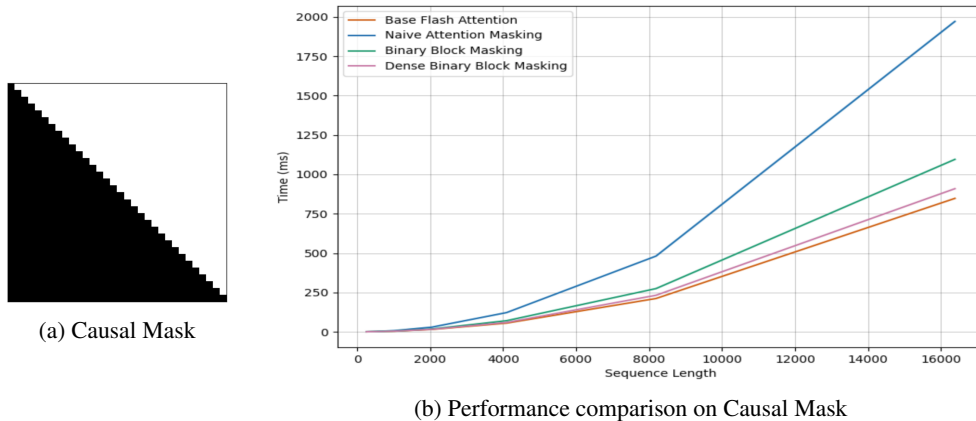 (a) Causal Mask
Time (ms)
2000
1750
1500
1250
1000
750
500
250
0
Base Flash Attention
Naive Attention Masking
Binary Block Masking
Dense Binary Block Masking
0 2000 4000 6000 8000 10000 12000 14000 16000
Sequence Length
(b) Performance comparison on Causal Mask